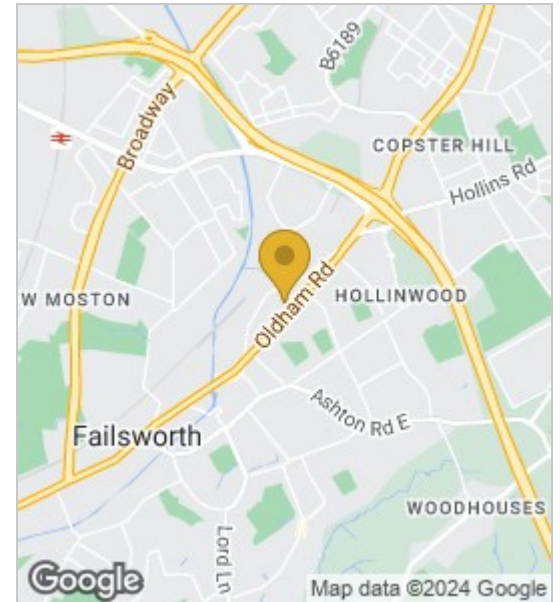 B6189
Broadway
COPSTER HILL
Hollins Rd
W MOSTON
Oldham Rd
HOLLINWOOD
Ashton Rd E
Failsworth
WOODHOUSES
Lord Ln
Google
Map data ©2024 Google